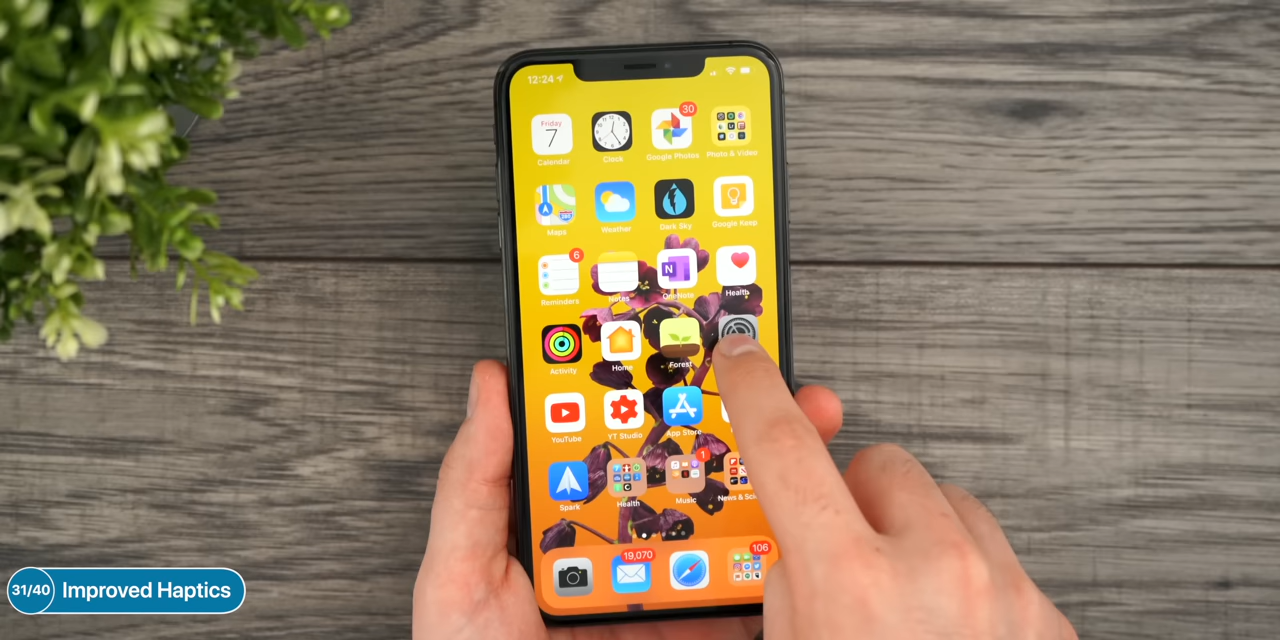 12:24
Friday
7
30
Calendar
Clock
Google Photos
Photo & Video
Maps
Weather
Dark Sky
Google Keep
6
N
Reminders
Notes
OneNote
Health
Activity
Home
Forest
YouTube
YT Studio
App Store
1
Spark
Health
Music
News & Sci
19,070
106
31/40 Improved Haptics